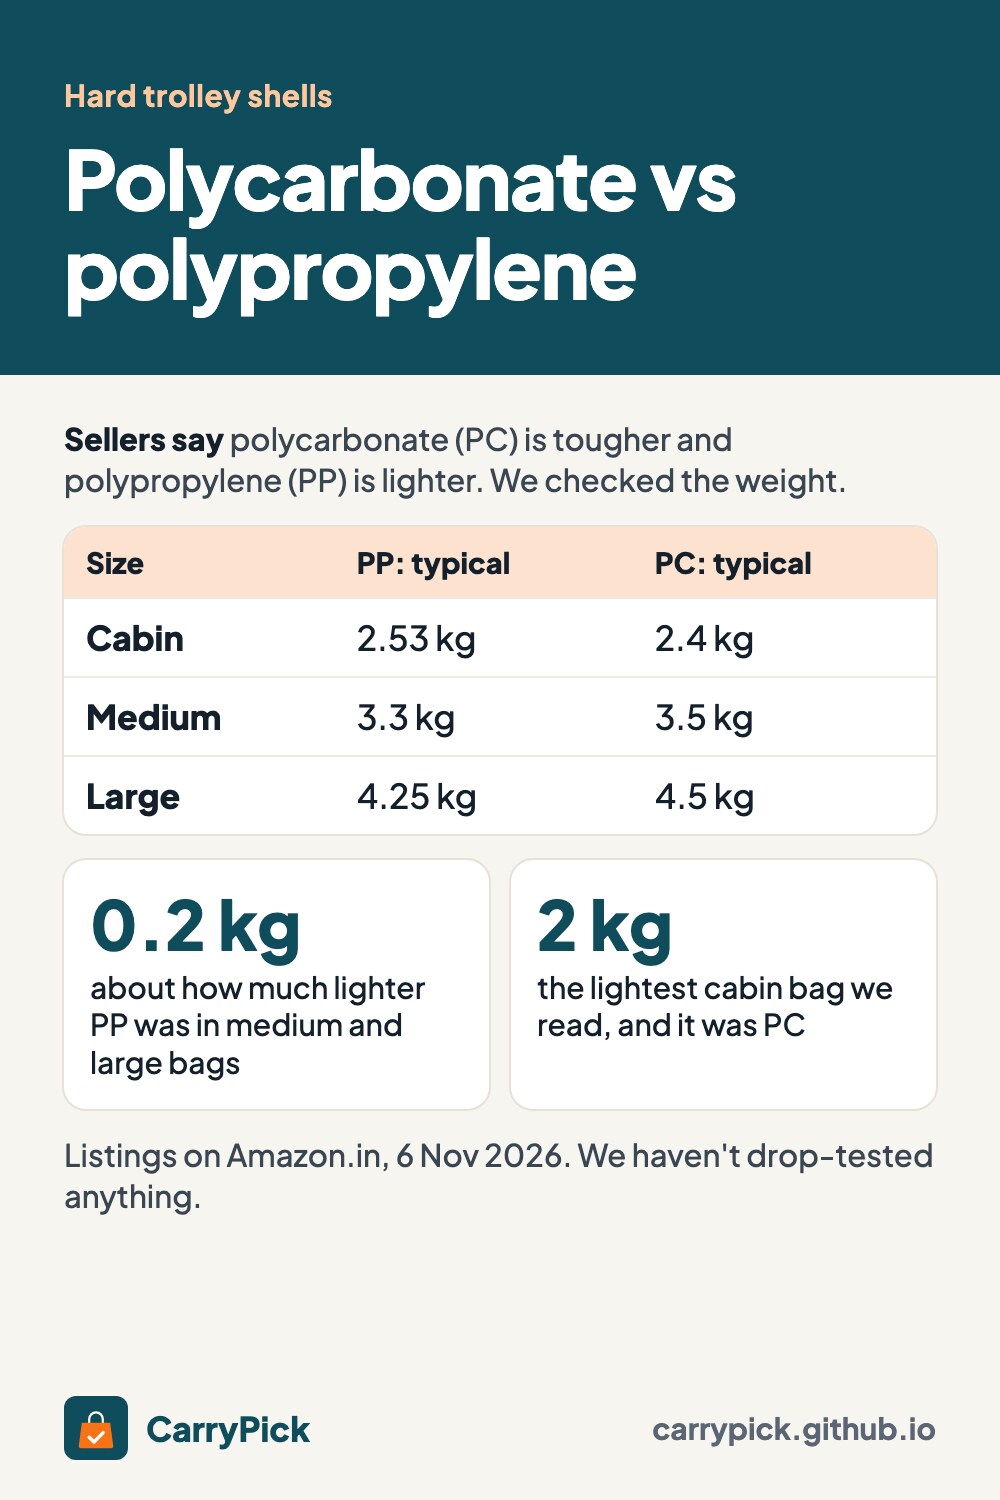 Hard trolley shells
Polycarbonate vs
polypropylene
Sellers say polycarbonate (PC) is tougher and
polypropylene (PP) is lighter. We checked the weight.
Size PP: typical PC: typical
Cabin 2.53 kg 2.4 kg
Medium 3.3 kg 3.5 kg
Large 4.25 kg 4.5 kg
0.2 kg
about how much lighter
PP was in medium and
large bags
2 kg
the lightest cabin bag we
read, and it was PC
Listings on Amazon.in, 6 Nov 2026. We haven't drop-tested
anything.
CarryPick
carrypick.github.io